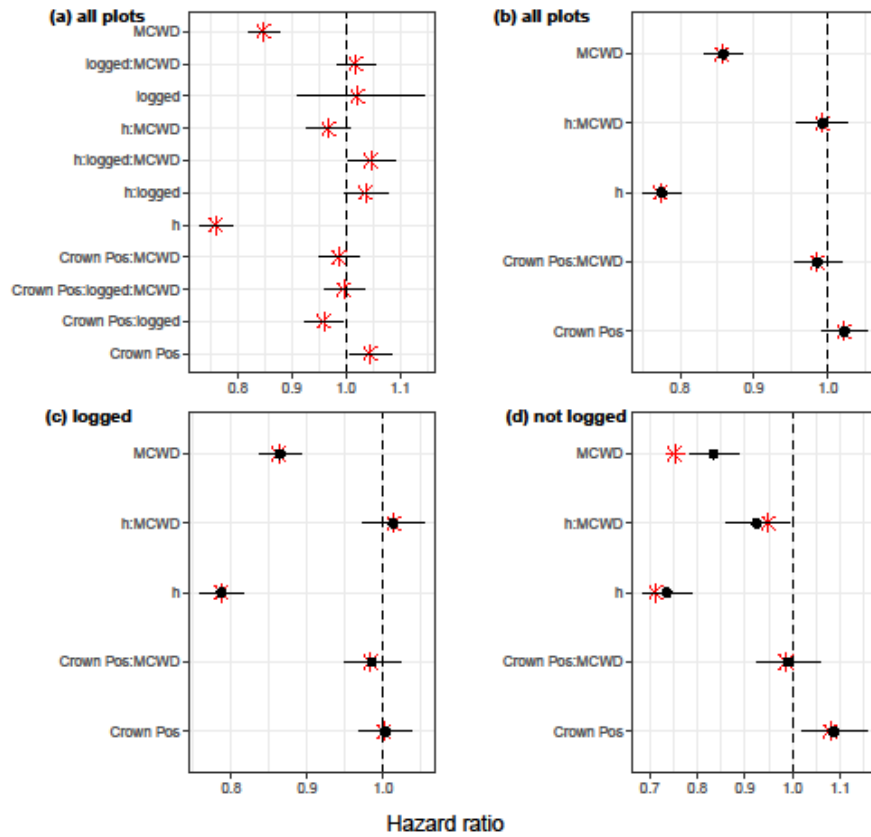 (a) all plots
MCWD
logged:MCWD
logged
h:MCWD
h:logged:MCWD
h:logged
h
Crown Pos:MCWD
Crown Pos:logged:MCWD
Crown Pos:logged
Crown Pos
0.8 0.9 1.0 1.1
(b) all plots
MCWD
h:MCWD
h
Crown Pos:MCWD
Crown Pos
0.8 0.9 1.0
(c) logged
MCWD
h:MCWD
h
Crown Pos:MCWD
Crown Pos
0.8 0.9 1.0
(d) not logged
MCWD
h:MCWD
h
Crown Pos:MCWD
Crown Pos
0.7 0.8 0.9 1.0 1.1
Hazard ratio